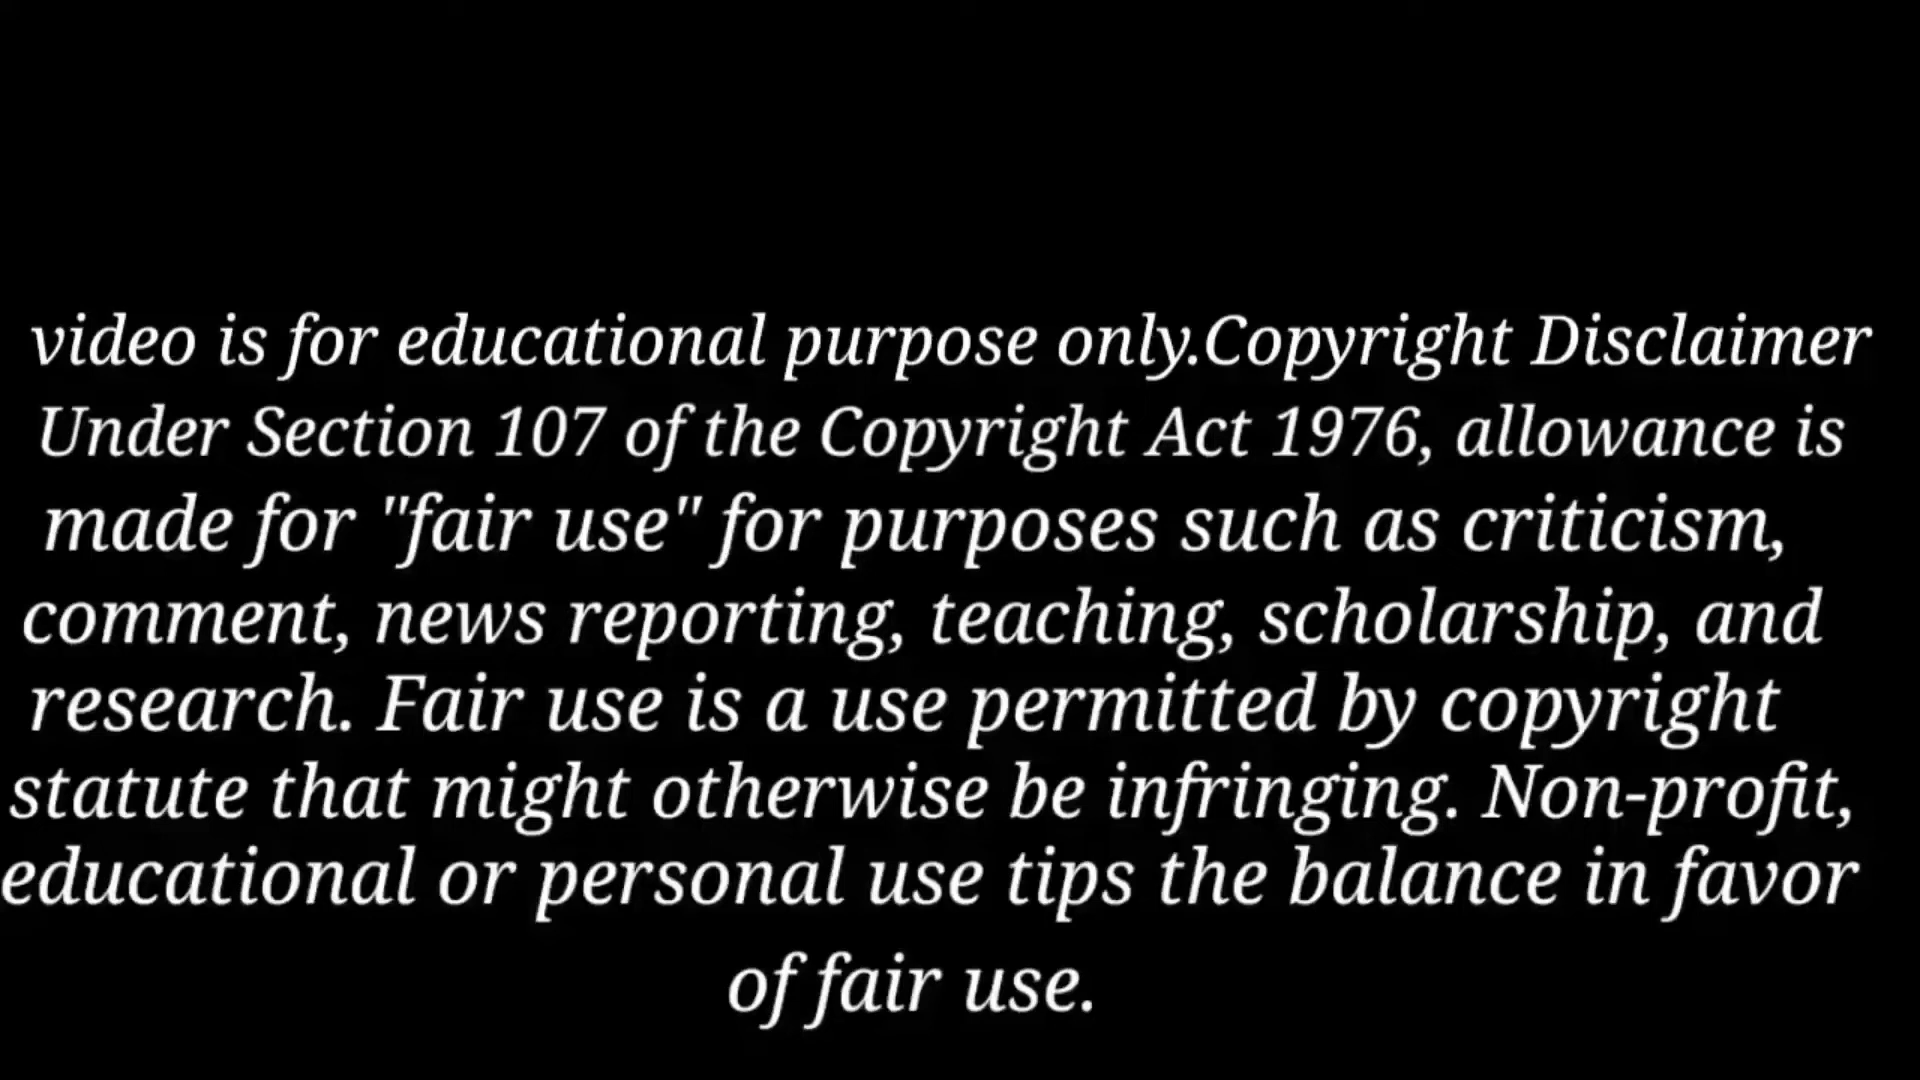 video is for educational purpose only.Copyright Disclaimer
Under Section 107 of the Copyright Act 1976, allowance is
made for "fair use" for purposes such as criticism,
comment, news reporting, teaching, scholarship, and
research. Fair use is a use permitted by copyright
statute that might otherwise be infringing. Non-profit,
educational or personal use tips the balance in favor
of fair use.